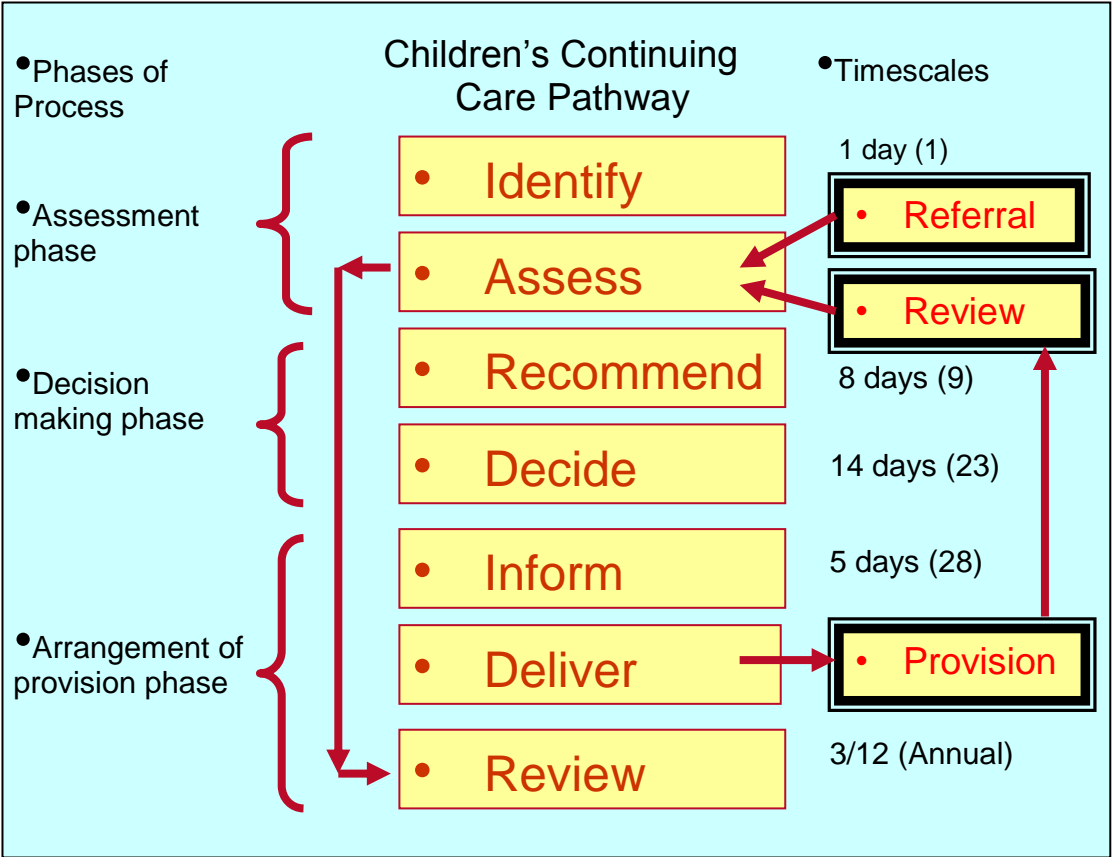 Children's Continuing
Care Pathway
•Phases of
Process
•Timescales
•Assessment
phase
• Identify
• Assess
1 day (1)
• Referral
• Review
•Decision
making phase
• Recommend
• Decide
8 days (9)
14 days (23)
•Arrangement of
provision phase
• Inform
• Deliver
• Review
5 days (28)
• Provision
3/12 (Annual)